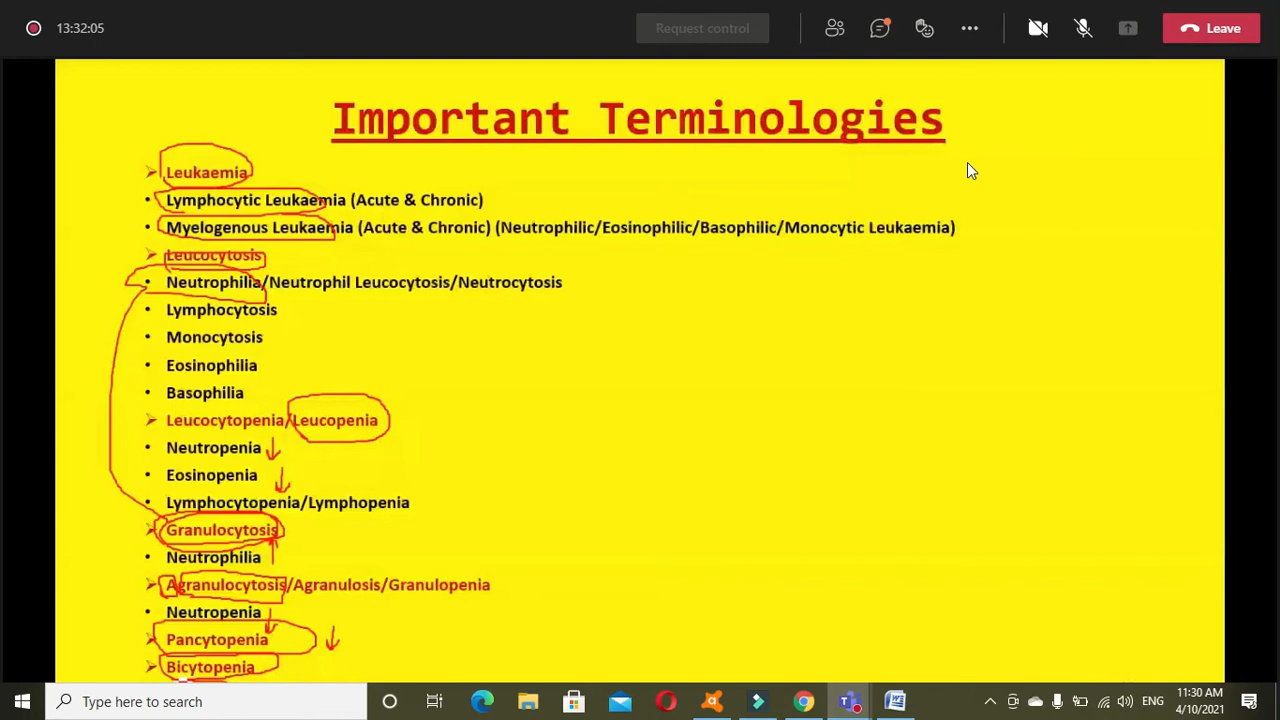 13:32:05 Request control Leave
Important Terminologies
Leukaemia
Lymphocytic Leukaemia (Acute & Chronic)
Myelogenous Leukaemia (Acute & Chronic) (Neutrophilic/Eosinophilic/Basophilic/Monocytic Leukaemia)
Leucocytosis
Neutrophilia/Neutrophil Leucocytosis/Neutrocytosis
Lymphocytosis
Monocytosis
Eosinophilia
Basophilia
Leucocytopenia/Leucopenia
Neutropenia
Eosinopenia
Lymphocytopenia/Lymphopenia
Granulocytosis
Neutrophilia
Agranulocytosis/Agranulosis/Granulopenia
Neutropenia
Pancytopenia
Bicytopenia
Type here to search ENG 11:30 AM
4/10/2021